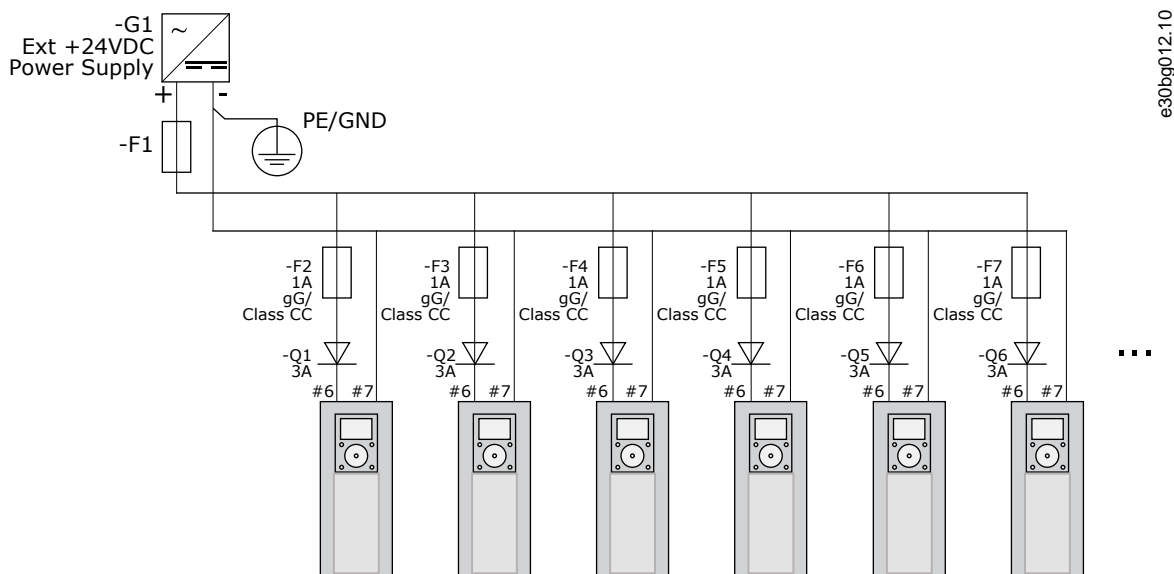 e30bg012.10
-G1
Ext +24VDC
Power Supply
~
+ -
PE/GND
-F1
-F2 -F3 -F4 -F5 -F6 -F7
1A 1A 1A 1A 1A 1A
gG/ gG/ gG/ gG/ gG/ gG/
Class CC Class CC Class CC Class CC Class CC Class CC
-Q1 -Q2 -Q3 -Q4 -Q5 -Q6
3A 3A 3A 3A 3A 3A
...
#6 #7 #6 #7 #6 #7 #6 #7 #6 #7 #6 #7